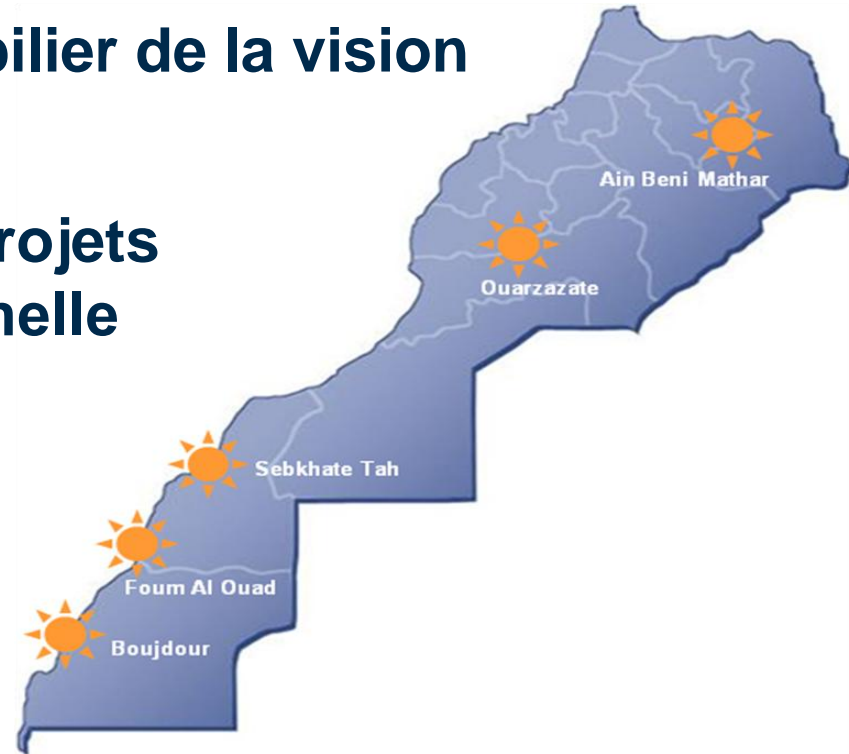 pilier de la vision
rojets
nelle
Ain Beni Mathar
Ouarzazate
Sebkhate Tah
Foum Al Ouad
Boujdour